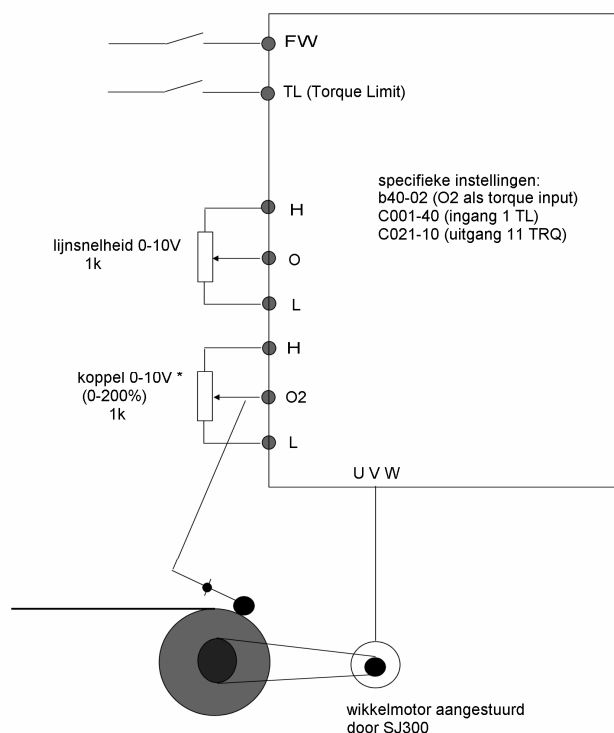 FW
TL (Torque Limit)
specifieke instellingen:
b40-02 (O2 als torque input)
C001-40 (ingang 1 TL)
C021-10 (uitgang 11 TRQ)
H
lijnsnelheid 0-10V
1k
O
L
H
koppel 0-10V *
(0-200%)
1k
O2
L
U V W
wikkelmotor aangestuurd
door SJ300